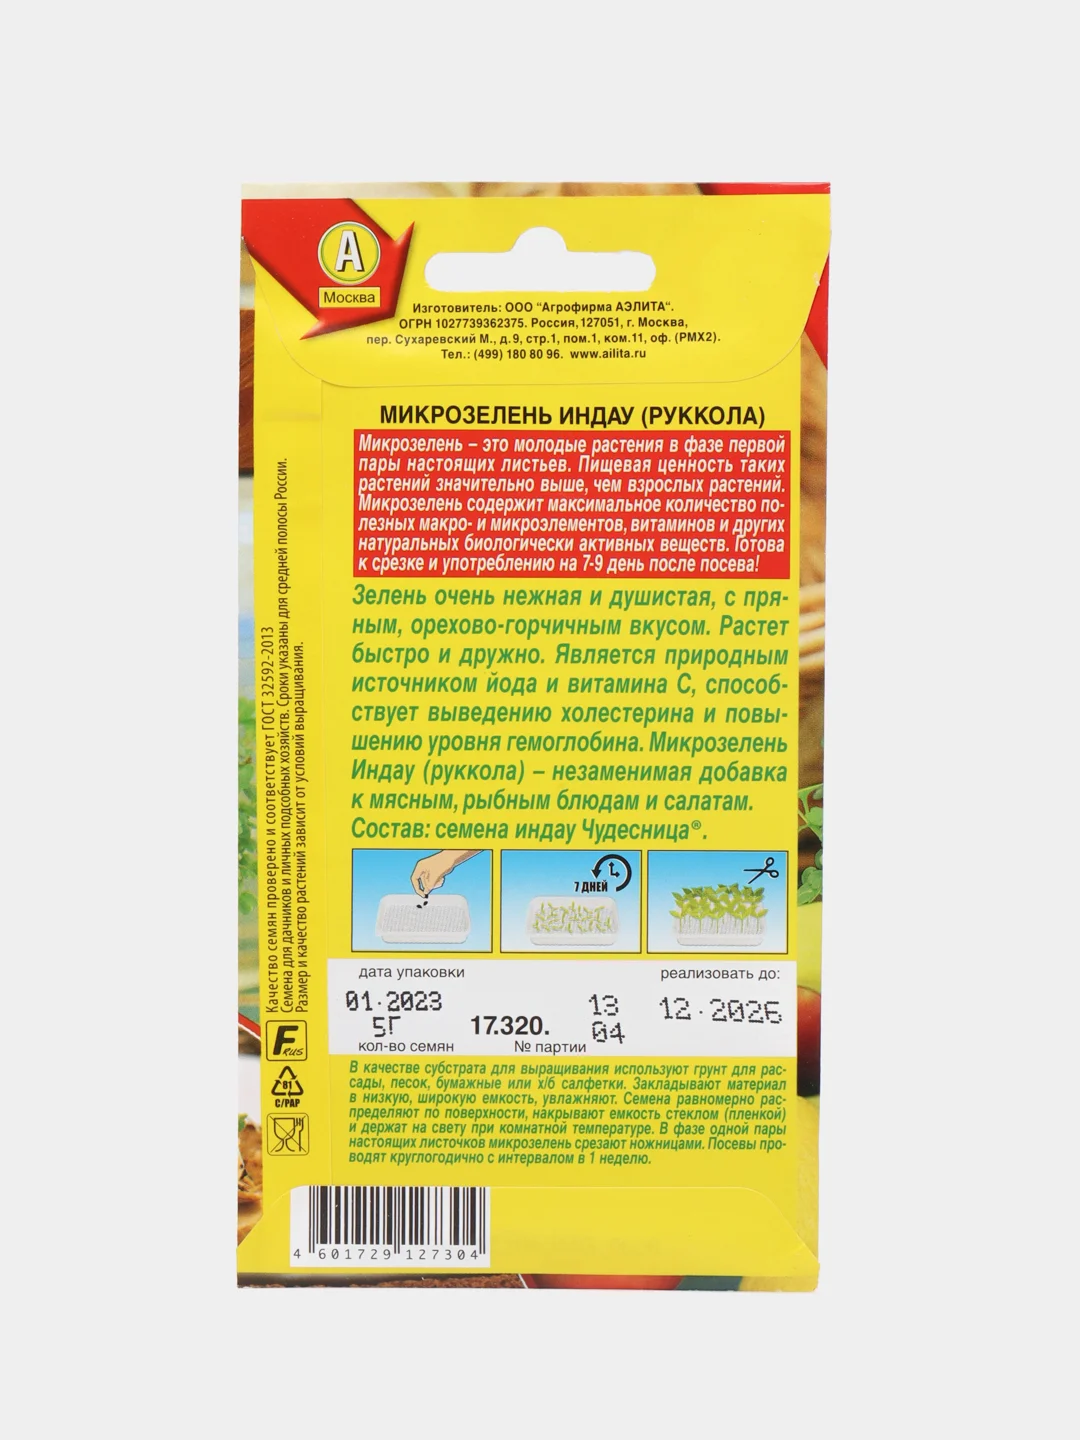 А
Москва
Изготовитель: ООО “Агрофирма АЭЛИТА“.
ОГРН 1027739362375. Россия,127051, г. Москва,
пер. Сухаревский М., д.9, стр.1, пом.1, ком.11, оф. (РМХ2).
Тел.: (499) 180 80 96. www.ailita.ru
МИКРОЗЕЛЕНЬ ИНДАУ (РУККОЛА)
Микрозелень – это молодые растения в фазе первой
пары настоящих листьев. Пищевая ценность таких
растений значительно выше, чем взрослых растений.
Микрозелень содержит максимальное количество по-
лезных макро- и микроэлементов, витаминов и других
натуральных биологически активных веществ. Готова
к срезке и употреблению на 7-9 день после посева!
Зелень очень нежная и душистая, с пря-
ным, орехово-горчичным вкусом. Растет
быстро и дружно. Является природным
источником йода и витамина С, способ-
ствует выведению холестерина и повы-
шению уровня гемоглобина. Микрозелень
Индау (руккола) – незаменимая добавка
к мясным, рыбным блюдам и салатам.
Состав: семена индау Чудесница®.
7 ДНЕЙ
дата упаковки
реализовать до:
01.2023
13
12.2026
5Г
17.320.
04
кол-во семян
№ партии
В качестве субстрата для выращивания используют грунт для рас-
сады, песок, бумажные или х/б салфетки. Закладывают материал
в низкую, широкую емкость, увлажняют. Семена равномерно рас-
пределяют по поверхности, накрывают емкость стеклом (пленкой)
и держат на свету при комнатной температуре. В фазе одной пары
настоящих листочков микрозелень срезают ножницами. Посевы про-
водят круглогодично с интервалом в 1 неделю.
Качество семян проверено и соответствует ГОСТ 32592-2013
Семена для дачников и личных подсобных хозяйств. Сроки указаны для средней полосы России.
Размер и качество растений зависит от условий выращивания.
F RUS
81
C/PAP
4 601729 127304